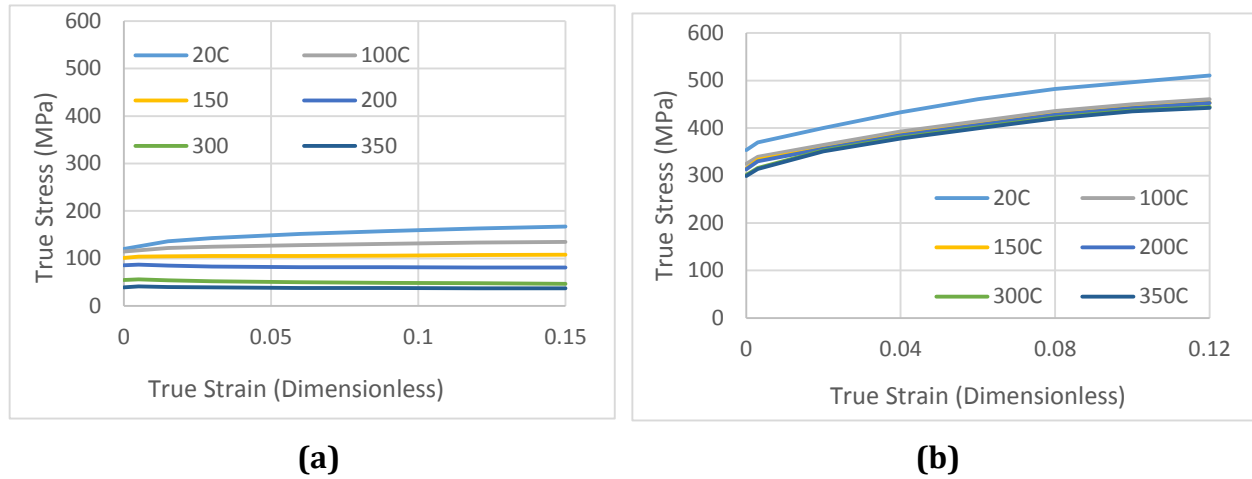 600
500
400
300
200
100
0
True Stress (MPa)
20C 100C
150 200
300 350
0 0.05 0.1 0.15
True Strain (Dimensionless)
(a)
600
500
400
300
200
100
0
True Stress (MPa)
20C 100C
150C 200C
300C 350C
0 0.04 0.08 0.12
True Strain (Dimensionless)
(b)